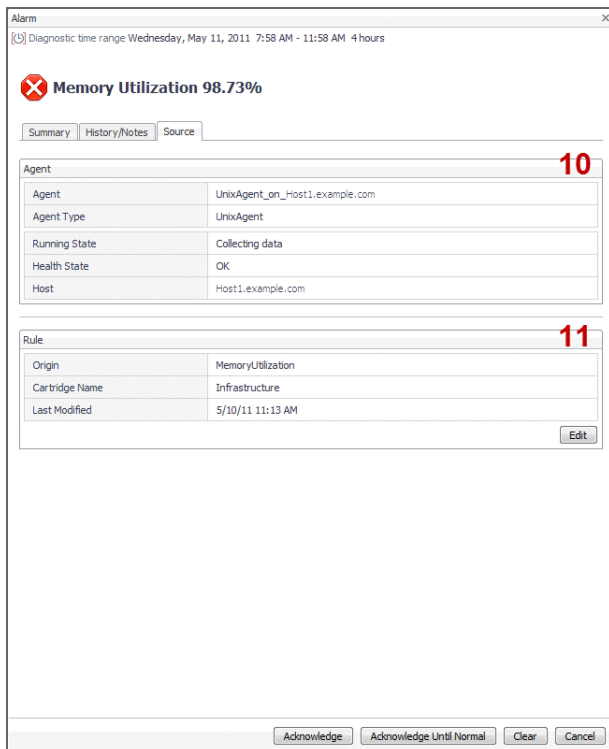 Alarm
Diagnostic time range Wednesday, May 11, 2011 7:58 AM - 11:58 AM 4 hours
Memory Utilization 98.73%
Summary History/Notes Source
10
Agent
Agent UnixAgent_on_Host1.example.com
Agent Type UnixAgent
Running State Collecting data
Health State OK
Host Host1.example.com
11
Rule
Origin MemoryUtilization
Cartridge Name Infrastructure
Last Modified 5/10/11 11:13 AM
Edit
Acknowledge Acknowledge Until Normal Clear Cancel